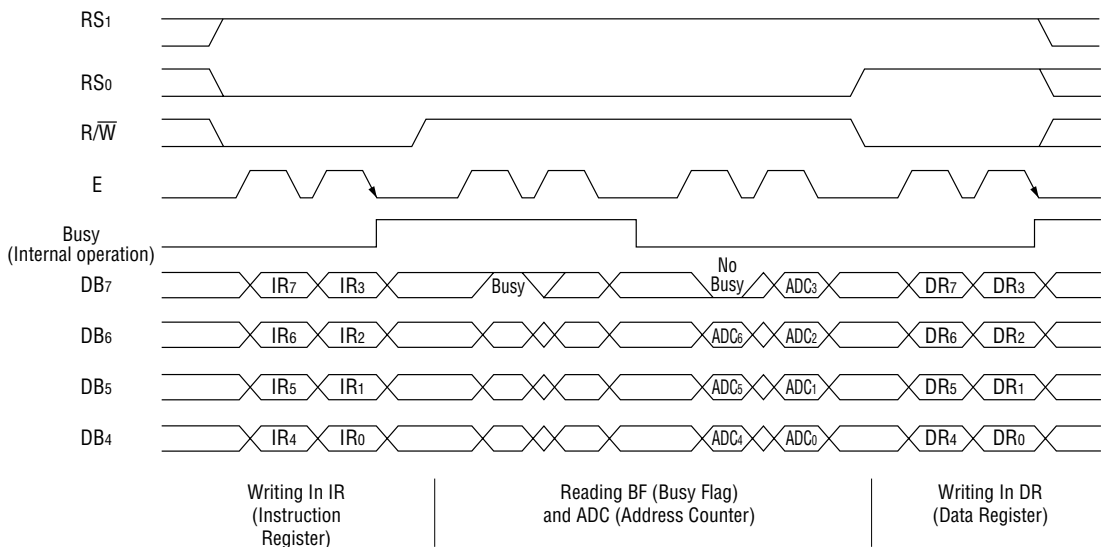 RS1
RS0
R/W̅
E
Busy
(Internal operation)
DB7 IR7 IR3 Busy No Busy ADC3 DR7 DR3
DB6 IR6 IR2 ADC6 ADC2 DR6 DR2
DB5 IR5 IR1 ADC5 ADC1 DR5 DR1
DB4 IR4 IR0 ADC4 ADC0 DR4 DR0
Writing In IR
(Instruction
Register)
Reading BF (Busy Flag)
and ADC (Address Counter)
Writing In DR
(Data Register)